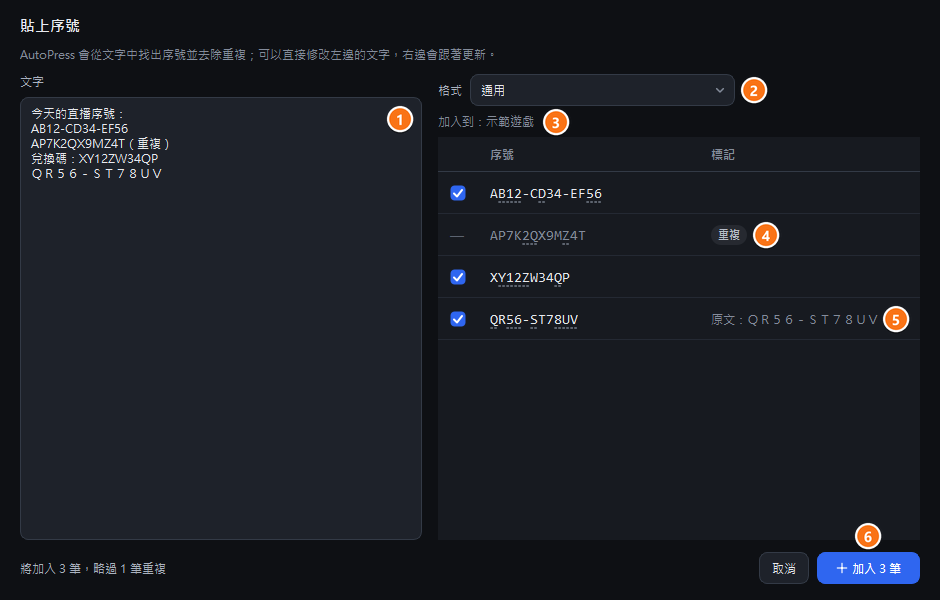 貼上序號
AutoPress 會從文字中找出序號並去除重複；可以直接修改左邊的文字，右邊會跟著更新。
文字
今天的直播序號：
AB12-CD34-EF56
AP7K2QX9MZ4T（重複）
兌換碼：XY12ZW34QP
ＱＲ５６－ＳＴ７８ＵＶ
1
格式
通用
2
加入到：示範遊戲
3
序號 標記
AB12-CD34-EF56
— AP7K2QX9MZ4T 重複 4
XY12ZW34QP
QR56-ST78UV 原文：ＱＲ５６－ＳＴ７８ＵＶ 5
6
將加入 3 筆，略過 1 筆重複
取消
＋ 加入 3 筆